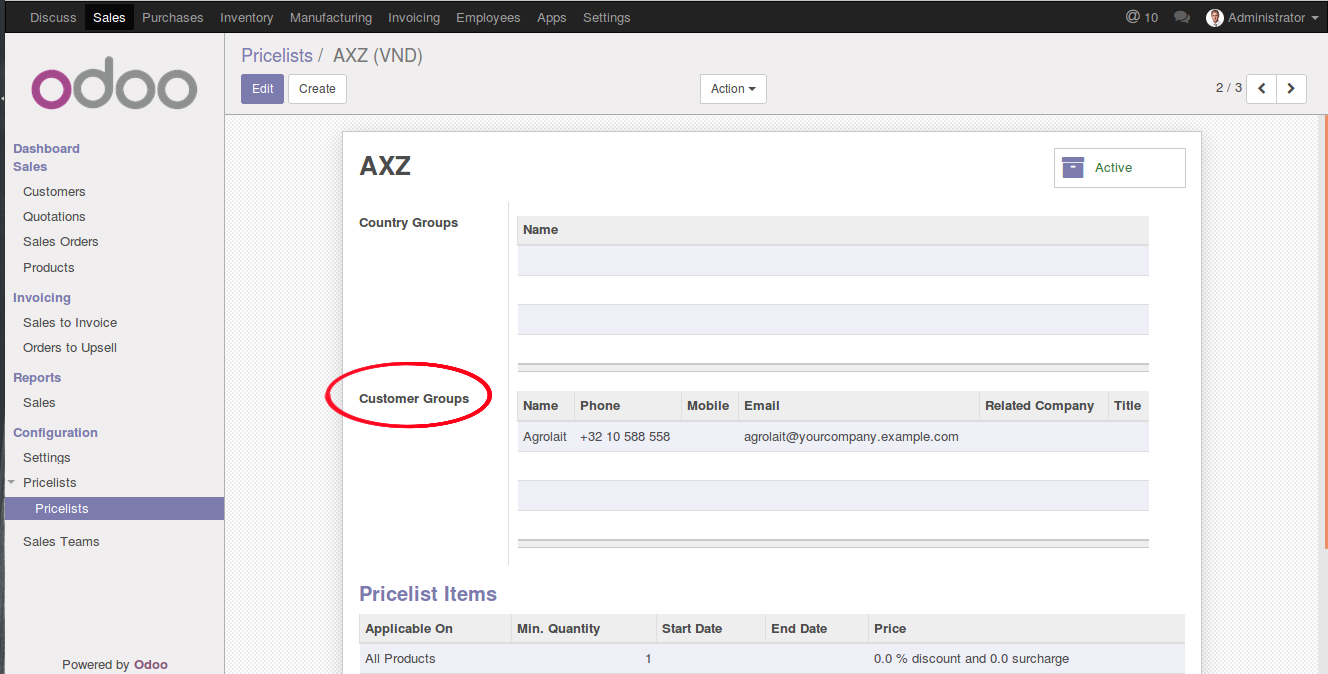 Discuss Sales Purchases Inventory Manufacturing Invoicing Employees Apps Settings @ 10 Administrator
odoo
Dashboard
Sales
Customers
Quotations
Sales Orders
Products
Invoicing
Sales to Invoice
Orders to Upsell
Reports
Sales
Configuration
Settings
Pricelists
Pricelists
Sales Teams
Powered by Odoo
Pricelists / AXZ (VND)
Edit Create Action 2 / 3
AXZ
Active
Country Groups
Name
Customer Groups
Name Phone Mobile Email Related Company Title
Agrolait +32 10 588 558 agrolait@yourcompany.example.com
Pricelist Items
Applicable On Min. Quantity Start Date End Date Price
All Products 1 0.0 % discount and 0.0 surcharge